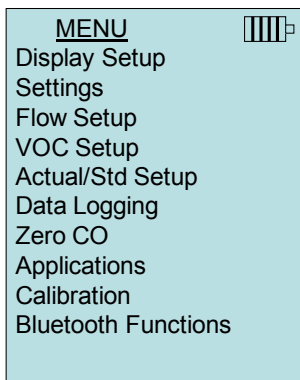 MENU
Display Setup
Settings
Flow Setup
VOC Setup
Actual/Std Setup
Data Logging
Zero CO
Applications
Calibration
Bluetooth Functions